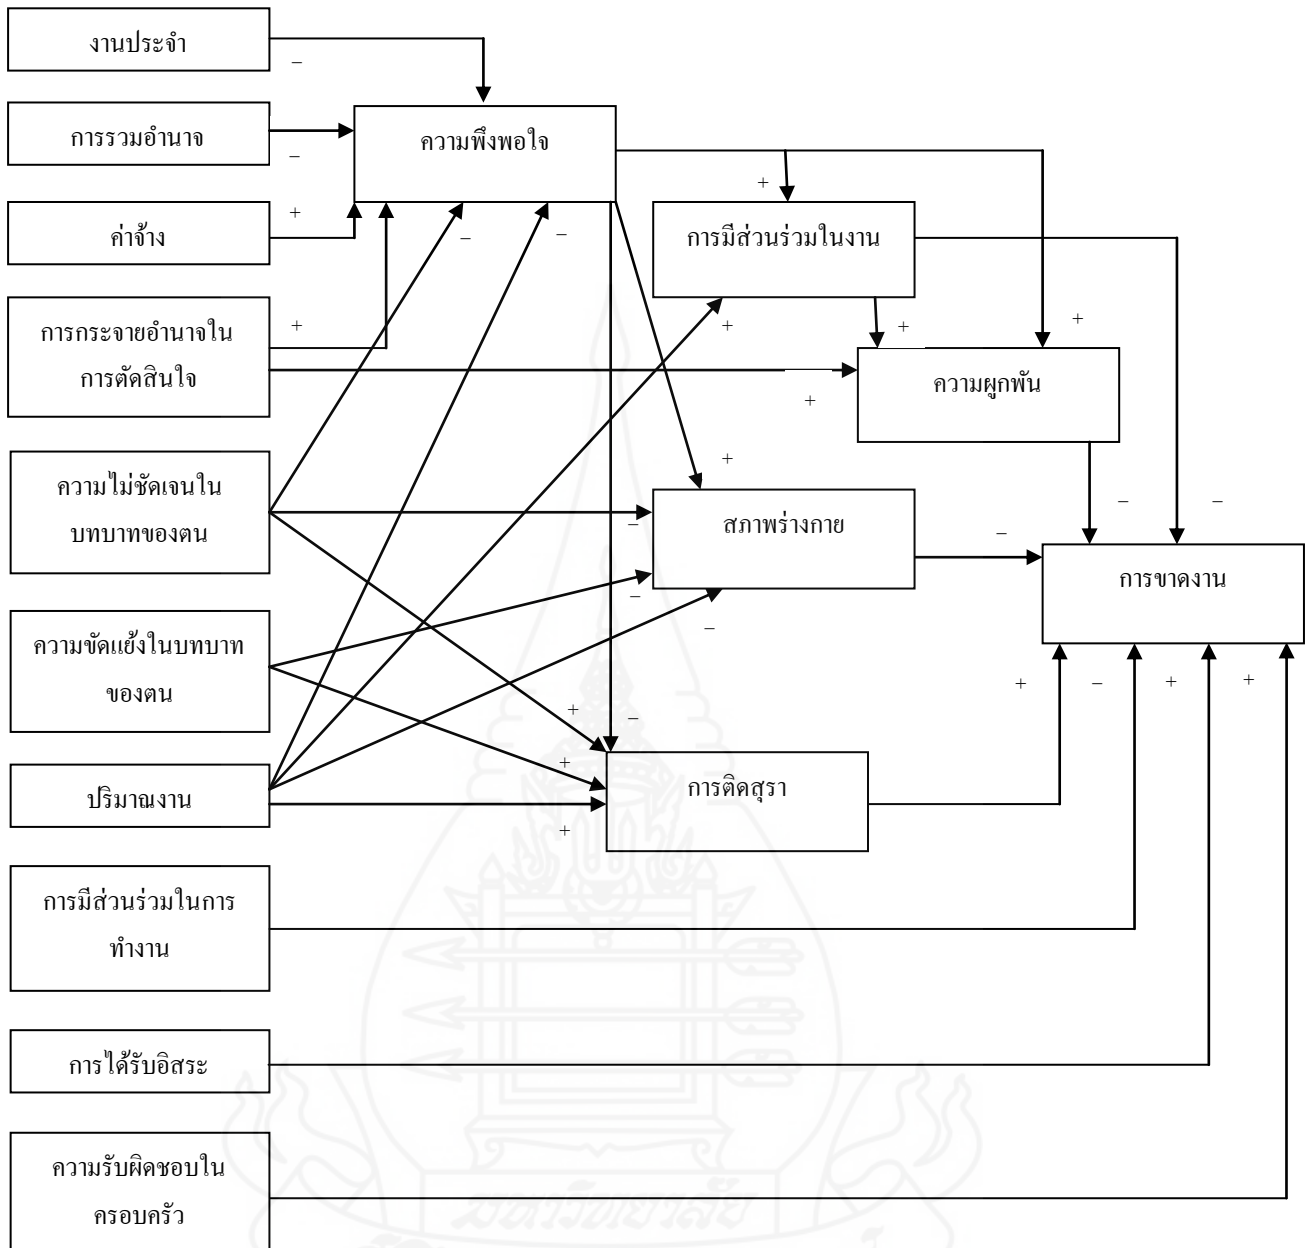 งานประจำ
–
การรวมอำนาจ
–
ความพึงพอใจ
+
ค่าจ้าง
+
–
–
การมีส่วนร่วมในงาน
การกระจายอำนาจใน
การตัดสินใจ
+
+
+
+
ความผูกพัน
+
ความไม่ชัดเจนใน
บทบาทของตน
+
–
สภาพร่างกาย
–
–
–
การขาดงาน
ความขัดแย้งในบทบาท
ของตน
–
–
+
–
+
+
+
–
ปริมาณงาน
+
+
การติดสุรา
การมีส่วนร่วมในการ
ทำงาน
การได้รับอิสระ
ความรับผิดชอบใน
ครอบครัว
มหาวิทยาลัย